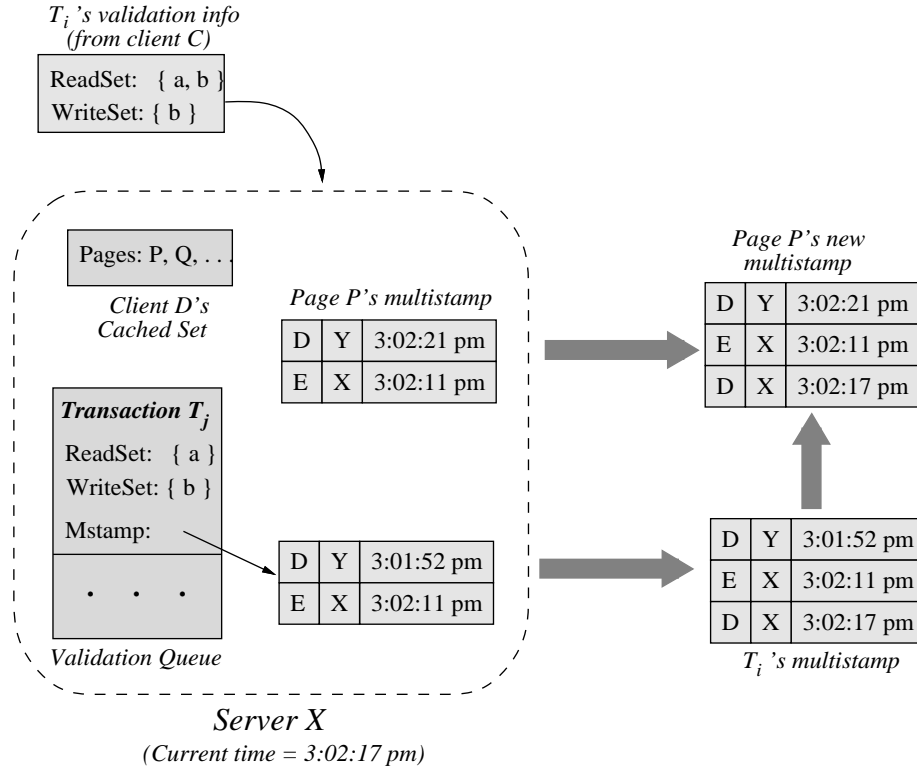 T_i 's validation info
(from client C)
ReadSet: { a, b }
WriteSet: { b }
Pages: P, Q, . . .
Client D's
Cached Set
Page P's multistamp
D Y 3:02:21 pm
E X 3:02:11 pm
Page P's new
multistamp
D Y 3:02:21 pm
E X 3:02:11 pm
D X 3:02:17 pm
Transaction T_j
ReadSet: { a }
WriteSet: { b }
Mstamp:
. . .
Validation Queue
D Y 3:01:52 pm
E X 3:02:11 pm
D Y 3:01:52 pm
E X 3:02:11 pm
D X 3:02:17 pm
T_i 's multistamp
Server X
(Current time = 3:02:17 pm)